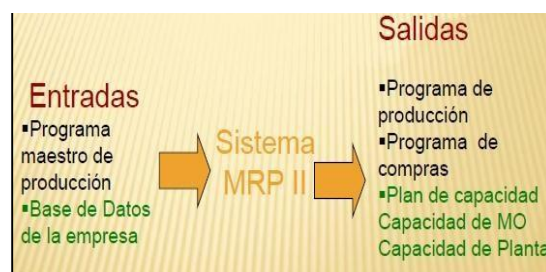 Entradas
▪Programa
maestro de
producción
▪Base de Datos
de la empresa
Sistema
MRP II
Salidas
▪Programa de
producción
▪Programa de
compras
▪Plan de capacidad
Capacidad de MO
Capacidad de Planta